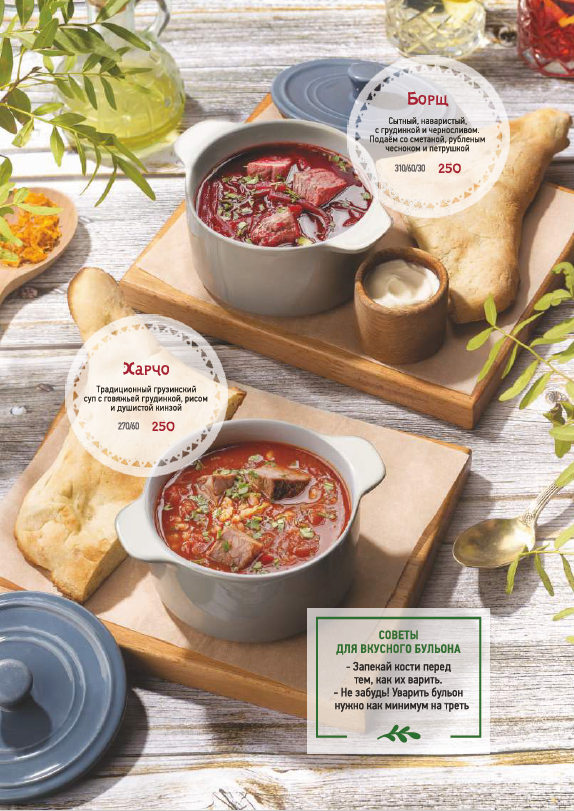 Борщ
Сытный, наваристый,
с грудинкой и черносливом.
Подаём со сметаной, рубленым
чесноком и петрушкой
310/60/30 250
Харчо
Традиционный грузинский
суп с говяжьей грудинкой, рисом
и душистой кинзой
270/60 250
СОВЕТЫ
ДЛЯ ВКУСНОГО БУЛЬОНА
- Запекай кости перед
тем, как их варить.
- Не забудь! Уварить бульон
нужно как минимум на треть